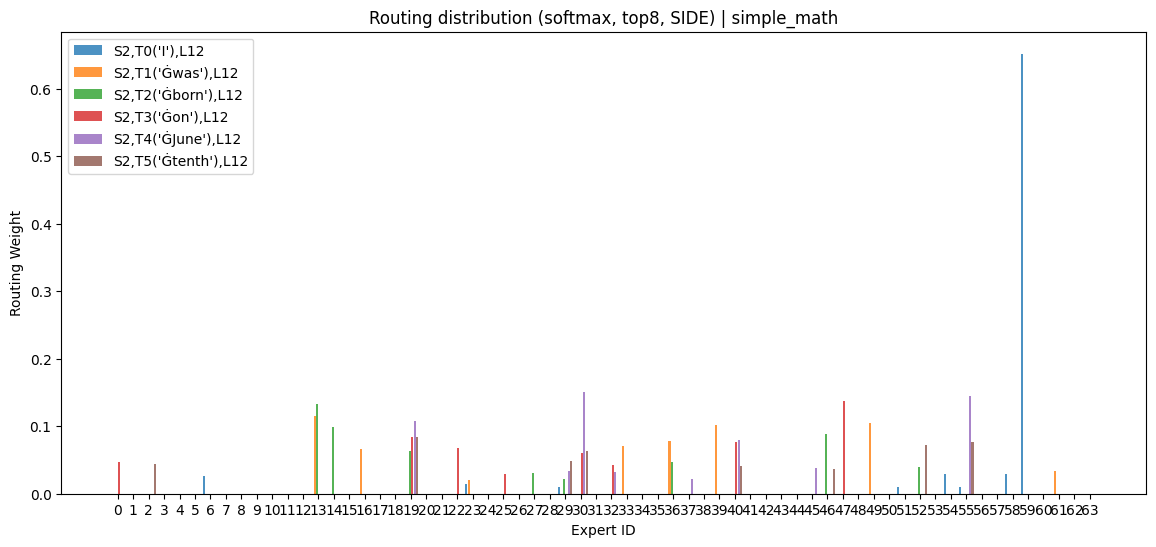 Routing distribution (softmax, top8, SIDE) | simple_math
S2,T0('I'),L12
S2,T1('Ġwas'),L12
S2,T2('Ġborn'),L12
S2,T3('Ġon'),L12
S2,T4('ĠJune'),L12
S2,T5('Ġtenth'),L12
Routing Weight
0.6
0.5
0.4
0.3
0.2
0.1
0.0
0 1 2 3 4 5 6 7 8 9 10 11 12 13 14 15 16 17 18 19 20 21 22 23 24 25 26 27 28 29 30 31 32 33 34 35 36 37 38 39 40 41 42 43 44 45 46 47 48 49 50 51 52 53 54 55 56 57 58 59 60 61 62 63
Expert ID